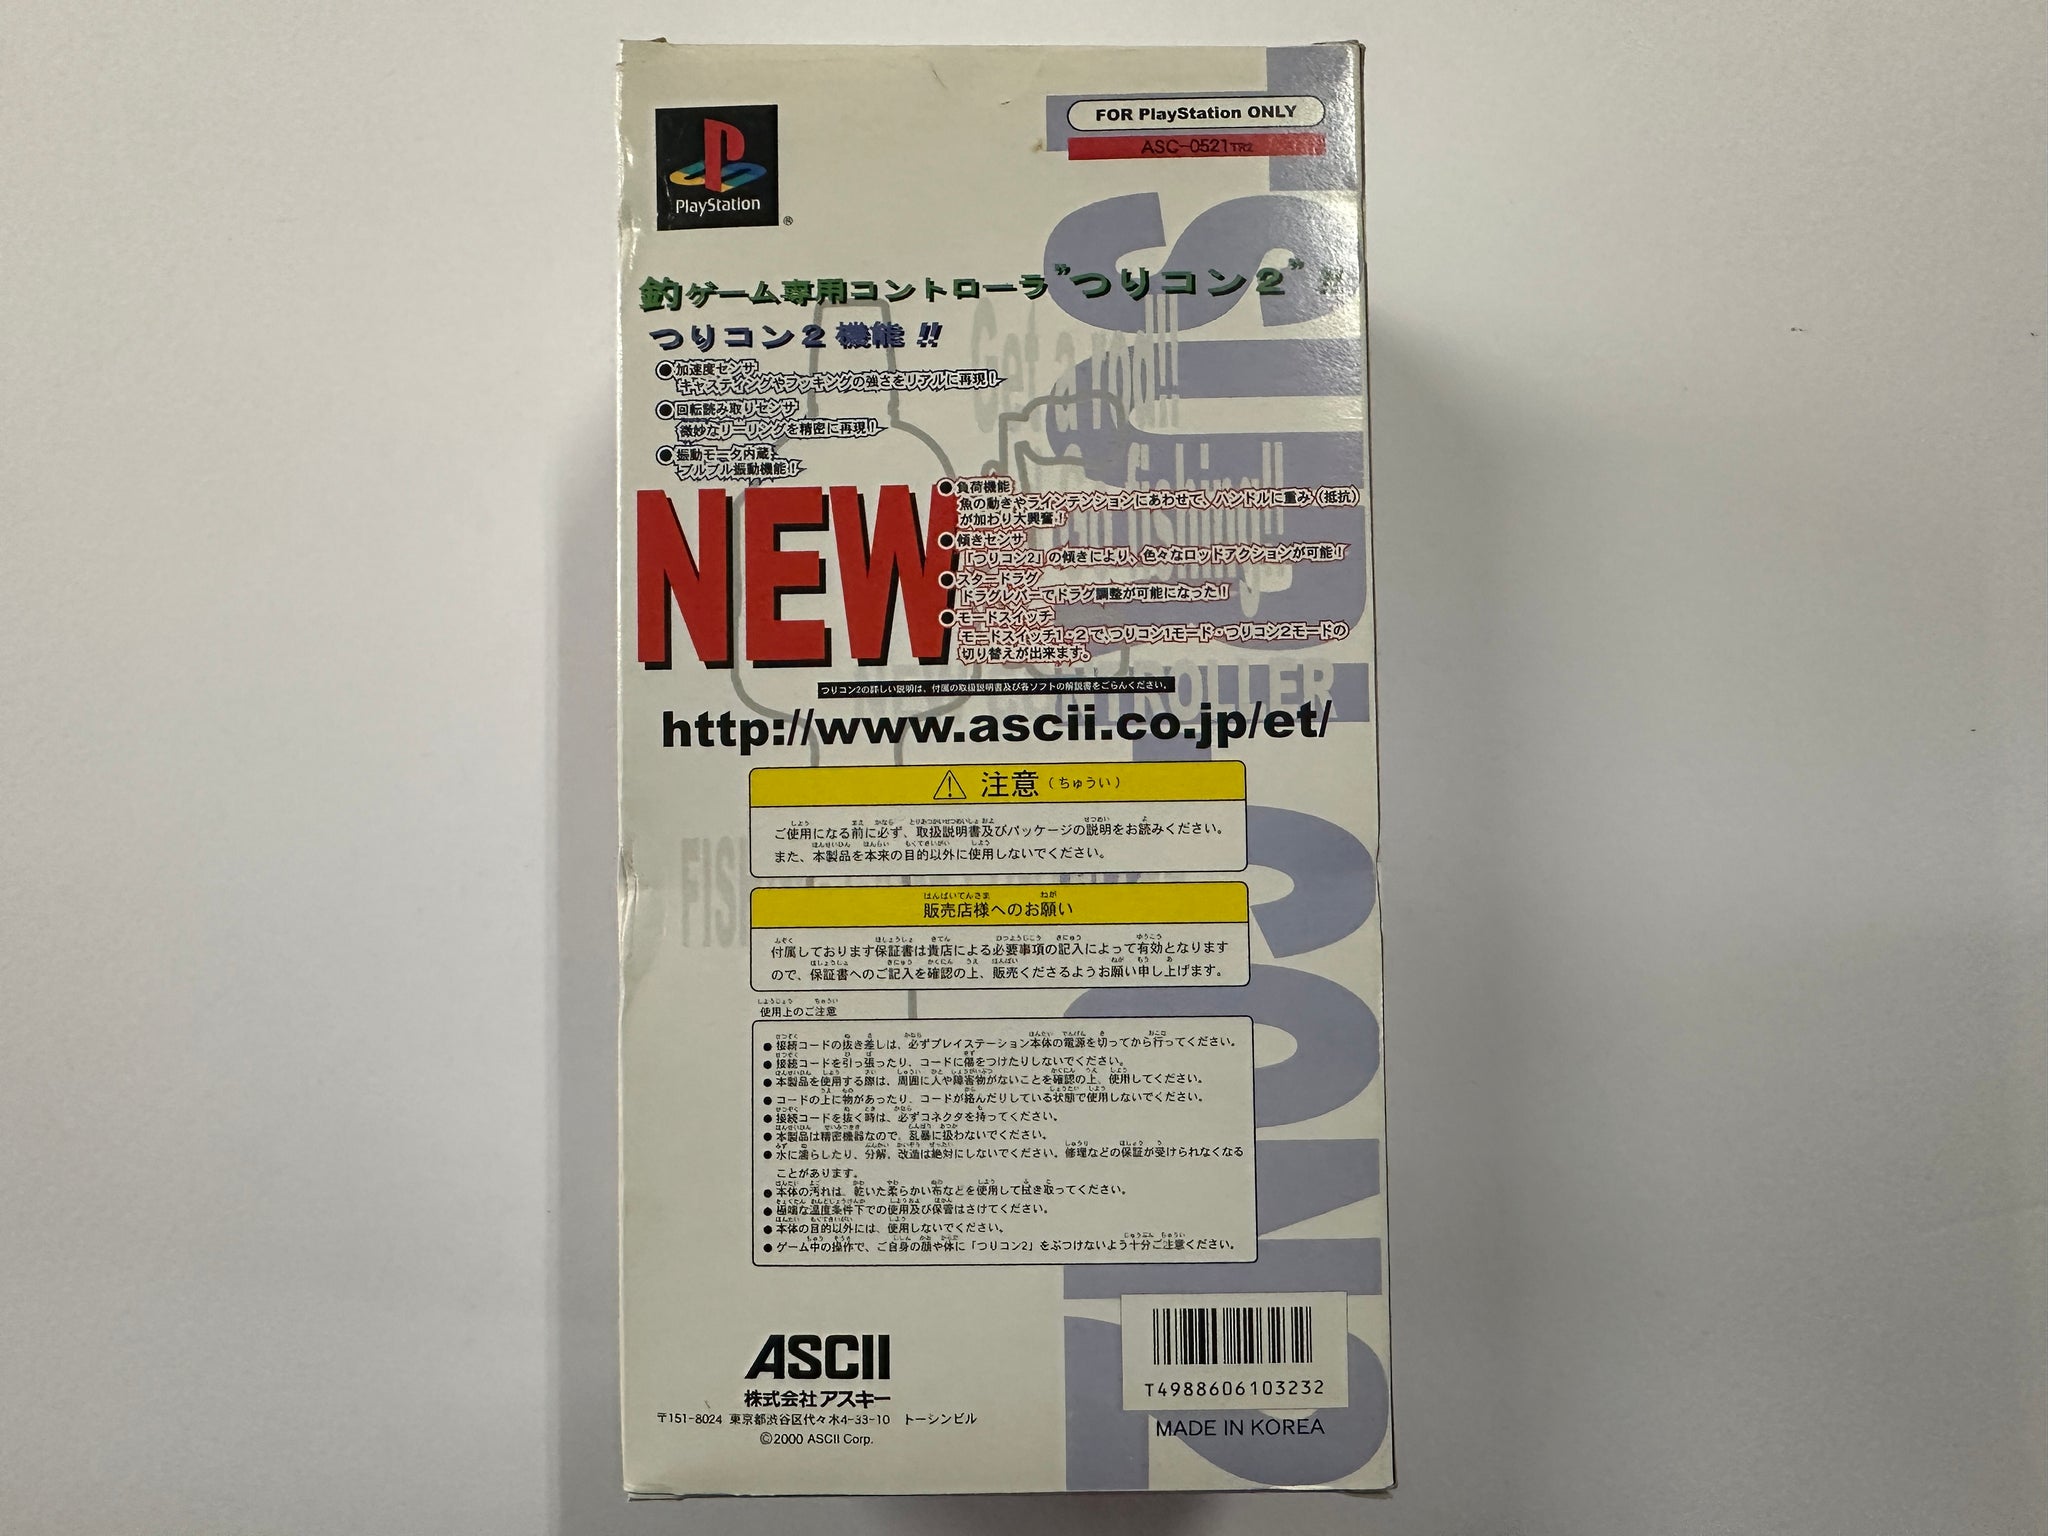 PlayStation
®
FOR PlayStation ONLY
ASC-0521TR2
釣ゲーム専用コントローラ"つりコン2"!!
つりコン2機能!!
●加速度センサ
キャスティングやフッキングの強さをリアルに再現!
●回転読み取りセンサ
微妙なリーリングを精密に再現!
●振動モータ内蔵
ブルブル振動機能!
NEW
●負荷機能
魚の動きやラインテンションにあわせて、ハンドルに重み(抵抗)
が加わり大興奮!
●傾きセンサ
「つりコン2」の傾きにより、色々なロッドアクションが可能!
●スタードラグ
ドラグレバーでドラグ調整が可能になった!
●モードスイッチ
モードスイッチ1・2で、つりコン1モード・つりコン2モードの
切り替えが出来ます。
Get a rod!!
Go fishing!!
CONTROLLER
TSURICON2
つりコン2の詳しい説明は、付属の取扱説明書及び各ソフトの解説書をごらんください。
http://www.ascii.co.jp/et/
注意(ちゅうい)
ご使用になる前に必ず、取扱説明書及びパッケージの説明をお読みください。
また、本製品を本来の目的以外に使用しないでください。
販売店様へのお願い
付属しております保証書は貴店による必要事項の記入によって有効となります
ので、保証書へのご記入を確認の上、販売くださるようお願い申し上げます。
使用上のご注意
●接続コードの抜き差しは、必ずプレイステーション本体の電源を切ってから行ってください。
●接続コードを引っ張ったり、コードに傷をつけたりしないでください。
●本製品を使用する際は、周囲に人や障害物がないことを確認の上、使用してください。
●コードの上に物があったり、コードが絡んだりしている状態で使用しないでください。
●接続コードを抜く時は、必ずコネクタを持ってください。
●本製品は精密機器なので、乱暴に扱わないでください。
●水に濡らしたり、分解、改造は絶対にしないでください。修理などの保証が受けられなくなる
ことがあります。
●本体の汚れは、乾いた柔らかい布などを使用して拭き取ってください。
●極端な温度条件下での使用及び保管はさけてください。
●本体の目的以外には、使用しないでください。
●ゲーム中の操作で、ご自身の顔や体に「つりコン2」をぶつけないよう十分ご注意ください。
ASCII
株式会社アスキー
〒151-8024 東京都渋谷区代々木4-33-10 トーシンビル
©2000 ASCII Corp.
T4988606103232
MADE IN KOREA